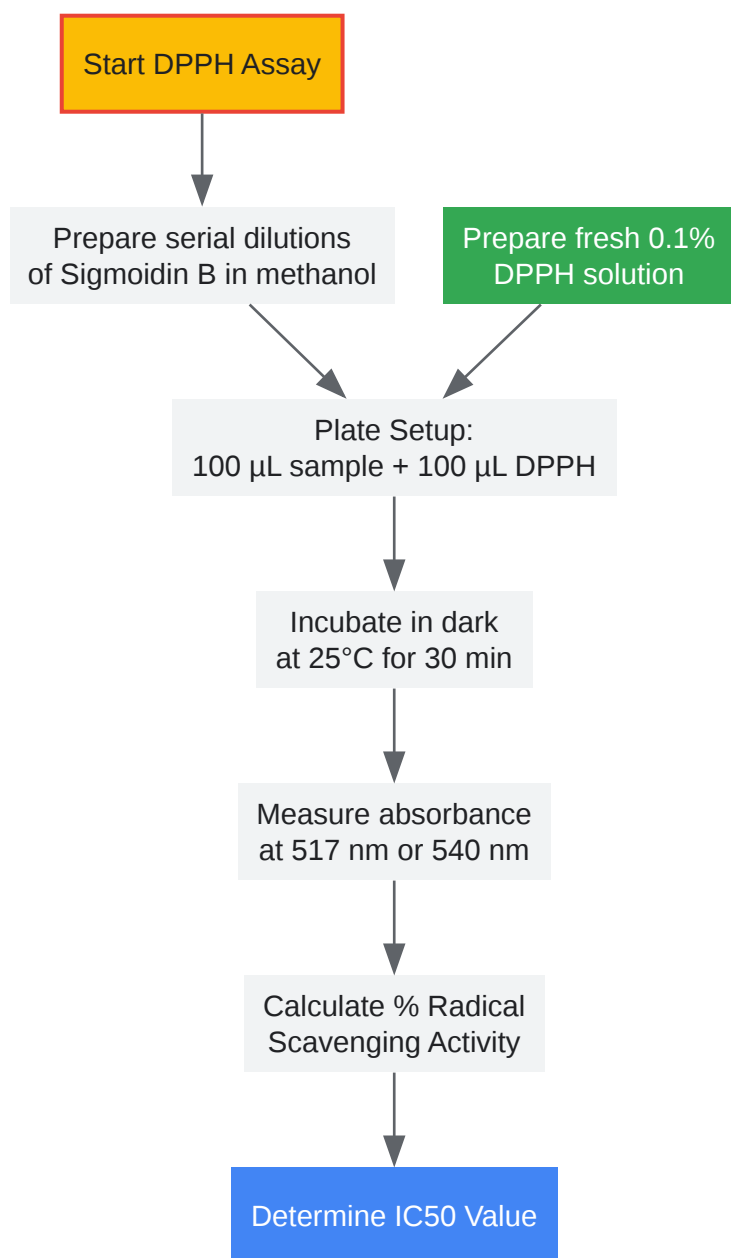 Start DPPH Assay
Prepare serial dilutions
of Sigmoidin B in methanol
Prepare fresh 0.1%
DPPH solution
Plate Setup:
100 µL sample + 100 µL DPPH
Incubate in dark
at 25°C for 30 min
Measure absorbance
at 517 nm or 540 nm
Calculate % Radical
Scavenging Activity
Determine IC50 Value